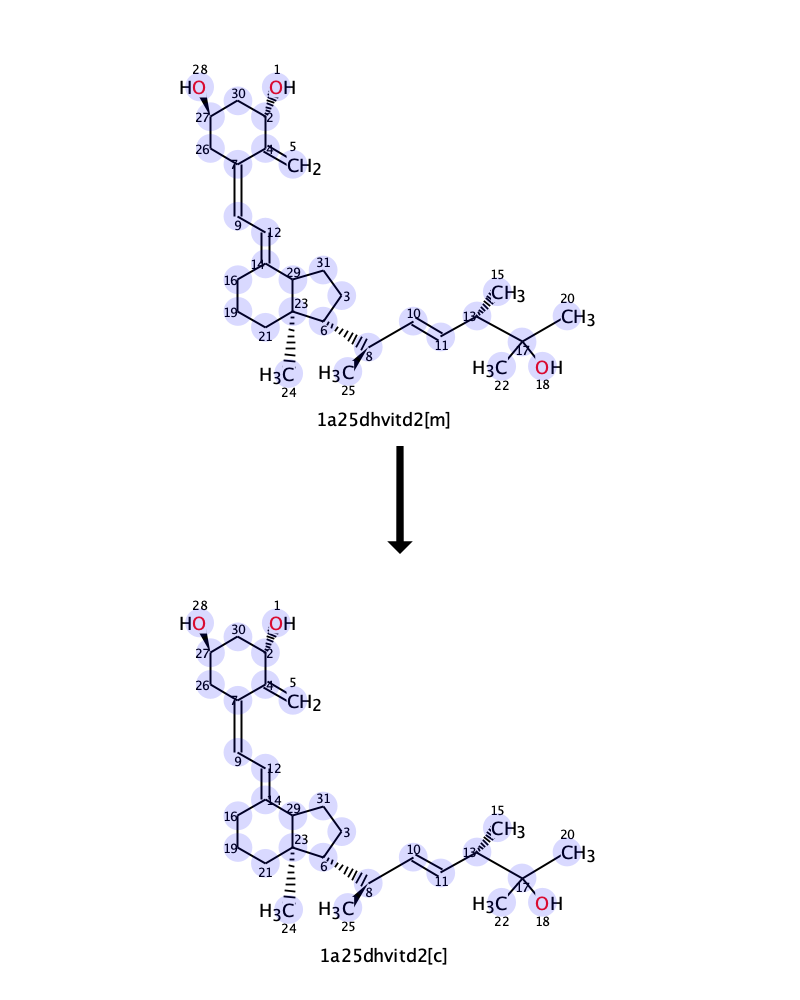 28 1
HO 30 OH
27 2
26 4 5
7 CH2
9 12
14 29 31
16 3
19 23
21 6
15
10 13 CH3 20
8 11 17 CH3
H3C H3C H3C OH
24 25 22 18
1a25dhvitd2[m]
28 1
HO 30 OH
27 2
26 4 5
7 CH2
9 12
14 29 31
16 3
19 23
21 6
15
10 13 CH3 20
8 11 17 CH3
H3C H3C H3C OH
24 25 22 18
1a25dhvitd2[c]